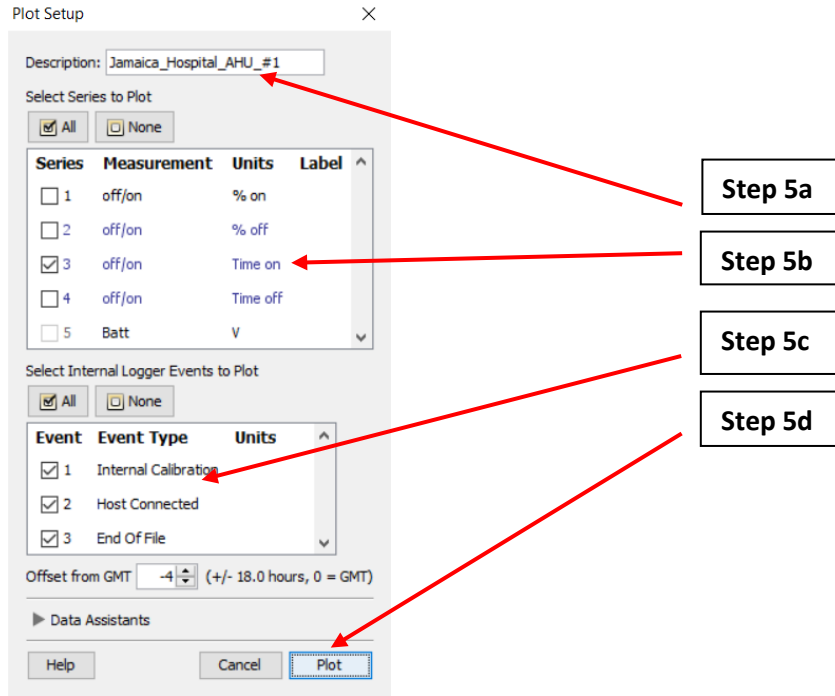 Plot Setup
Description: Jamaica_Hospital_AHU_#1
Select Series to Plot
All None
Series Measurement Units Label
1 off/on % on
2 off/on % off
3 off/on Time on
4 off/on Time off
5 Batt V
Select Internal Logger Events to Plot
All None
Event Event Type Units
1 Internal Calibration
2 Host Connected
3 End Of File
Offset from GMT -4 (+/- 18.0 hours, 0 = GMT)
Data Assistants
Help Cancel Plot
Step 5a
Step 5b
Step 5c
Step 5d